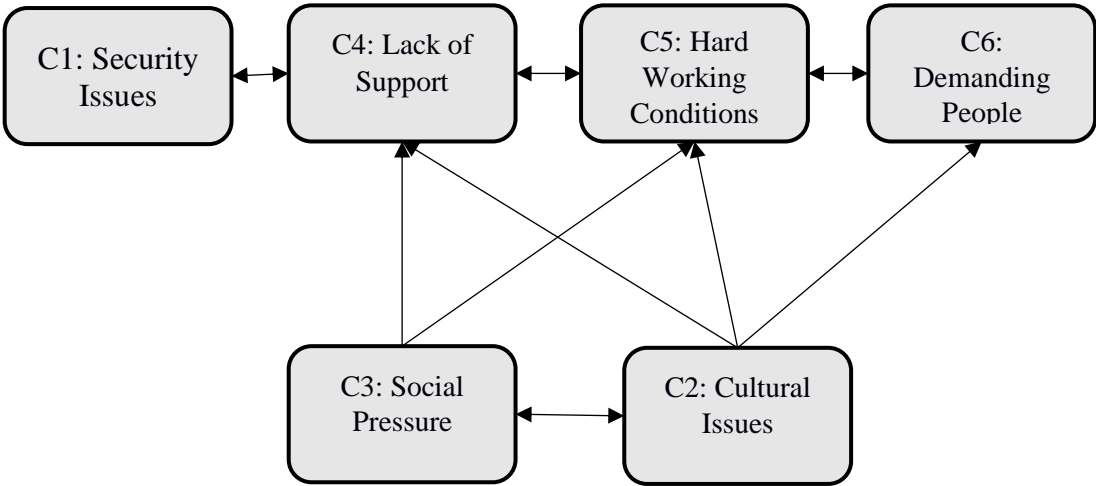 C1: Security
Issues
C4: Lack of
Support
C5: Hard
Working
Conditions
C6:
Demanding
People
C3: Social
Pressure
C2: Cultural
Issues